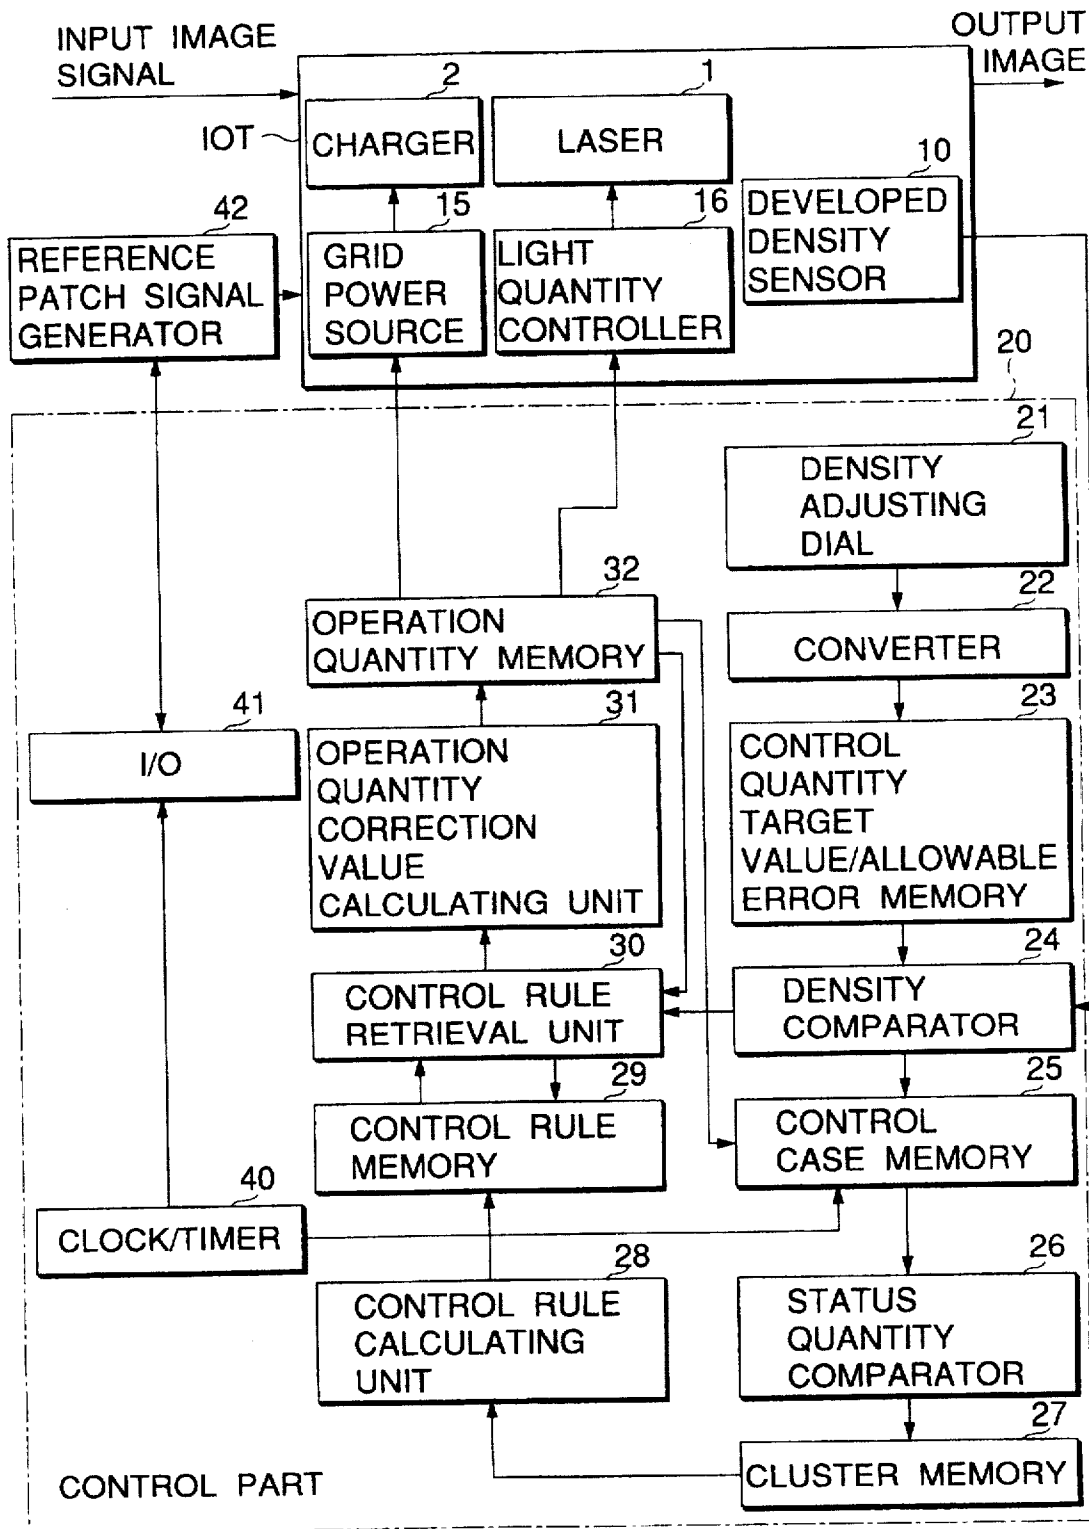 INPUT IMAGE
SIGNAL
OUTPUT
IMAGE
IOT
2
CHARGER
1
LASER
10
DEVELOPED
DENSITY
SENSOR
42
REFERENCE
PATCH SIGNAL
GENERATOR
15
GRID
POWER
SOURCE
16
LIGHT
QUANTITY
CONTROLLER
20
21
DENSITY
ADJUSTING
DIAL
32
OPERATION
QUANTITY MEMORY
22
CONVERTER
41
I/O
31
OPERATION
QUANTITY
CORRECTION
VALUE
CALCULATING UNIT
23
CONTROL
QUANTITY
TARGET
VALUE/ALLOWABLE
ERROR MEMORY
30
CONTROL RULE
RETRIEVAL UNIT
24
DENSITY
COMPARATOR
29
CONTROL RULE
MEMORY
25
CONTROL
CASE MEMORY
40
CLOCK/TIMER
28
CONTROL RULE
CALCULATING
UNIT
26
STATUS
QUANTITY
COMPARATOR
27
CLUSTER MEMORY
CONTROL PART